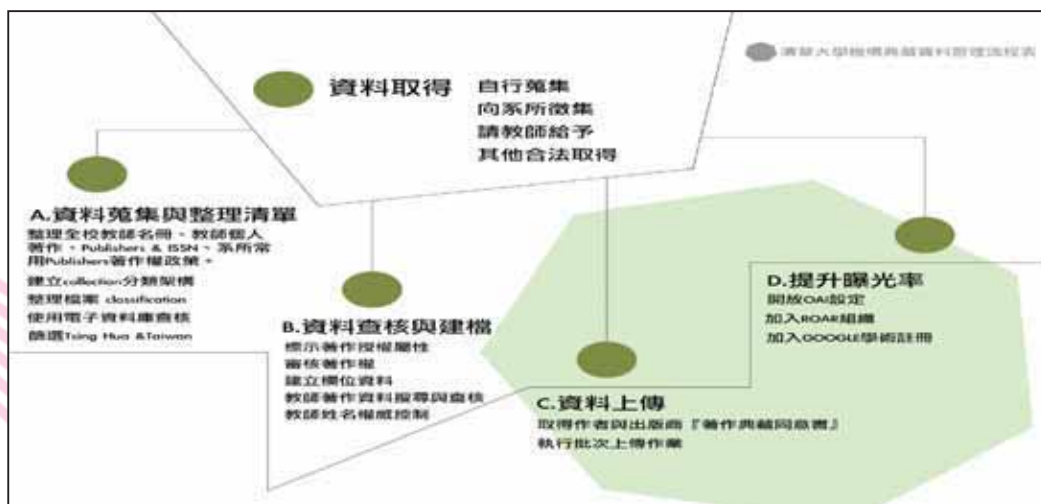 清華大學機構典藏資料管理流程表
資料取得
自行蒐集
向系所徵集
請教師給予
其他合法取得
A.資料蒐集與整理清單
整理全校教師名冊、教師個人
著作、Publishers & ISSN、系所常
用Publishers著作權政策。
建立collection分類架構
整理檔案 classification
使用電子資料庫查核
篩選Tsing Hua &Taiwan
B.資料查核與建檔
標示著作授權屬性
審核著作權
建立欄位資料
教師著作資料搜尋與查核
教師姓名權威控制
C.資料上傳
取得作者與出版商『著作典藏同意書』
執行批次上傳作業
D.提升曝光率
開放OAI設定
加入ROAR組織
加入GOOGLE學術註冊